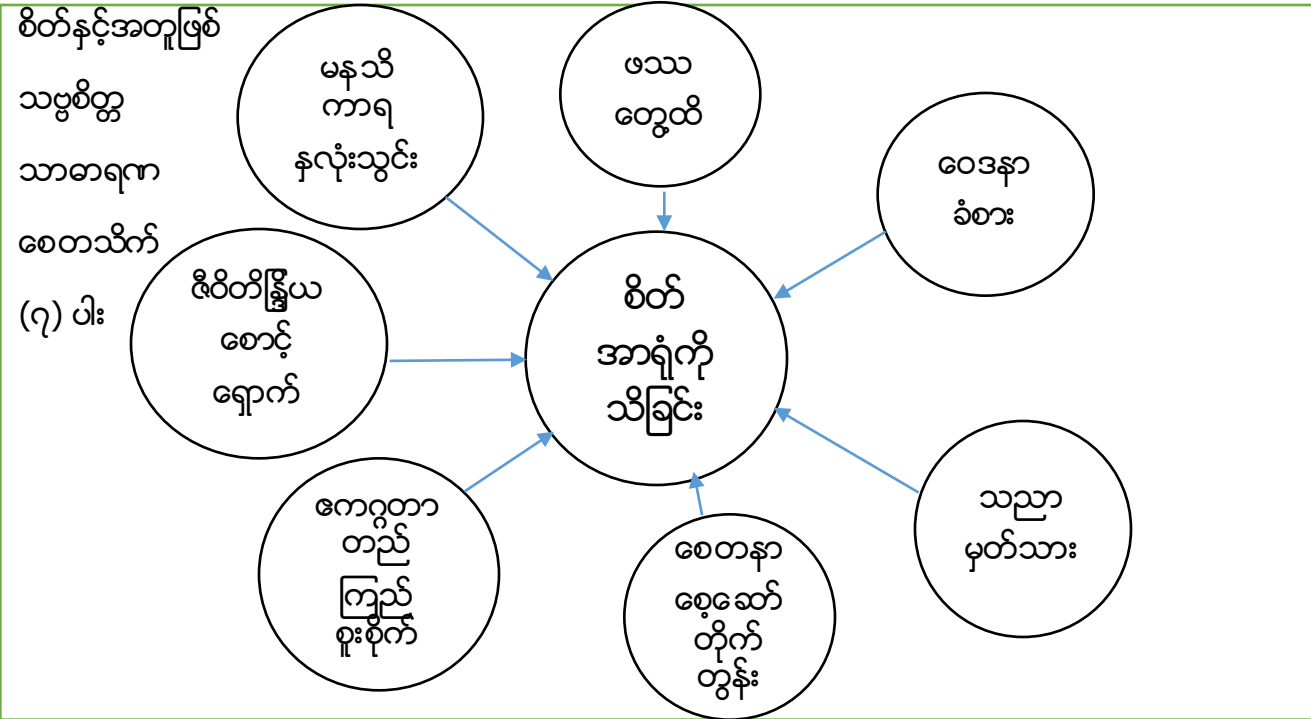 စိတ်နှင့်အတူဖြစ်
သဗ္ဗစိတ္တ
သာဓာရဏ
စေတသိက်
(၇) ပါး
မနသိ
ကာရ
နှလုံးသွင်း
ဖဿ
တွေ့ထိ
ဝေဒနာ
ခံစား
ဇီဝိတိန္ဒြိယ
စောင့်
ရှောက်
စိတ်
အာရုံကို
သိခြင်း
ဧကဂ္ဂတာ
တည်
ကြည်
စူးစိုက်
စေတနာ
စေ့ဆော်
တိုက်
တွန်း
သညာ
မှတ်သား